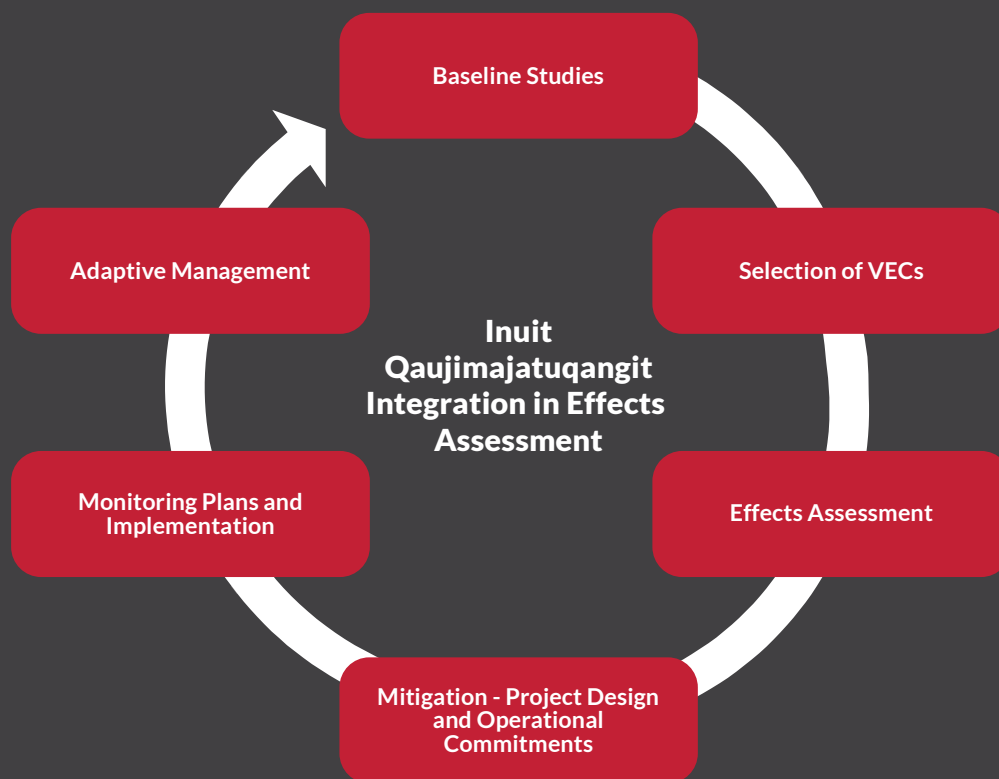 Baseline Studies
Selection of VECs
Effects Assessment
Mitigation - Project Design
and Operational
Commitments
Monitoring Plans and
Implementation
Adaptive Management
Inuit
Qaujimajatuqangit
Integration in Effects
Assessment